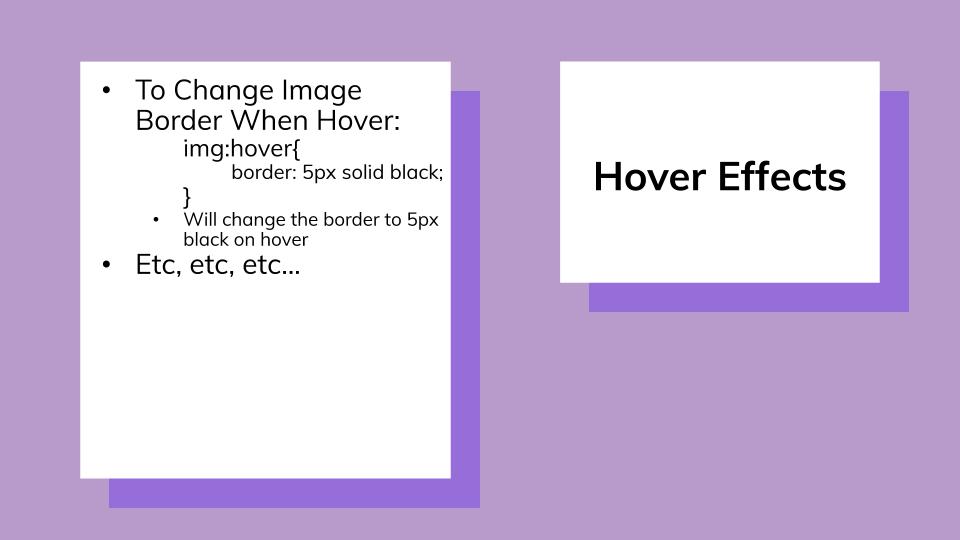 • To Change Image
Border When Hover:
img:hover{
border: 5px solid black;
}
• Will change the border to 5px
black on hover
• Etc, etc, etc...
Hover Effects